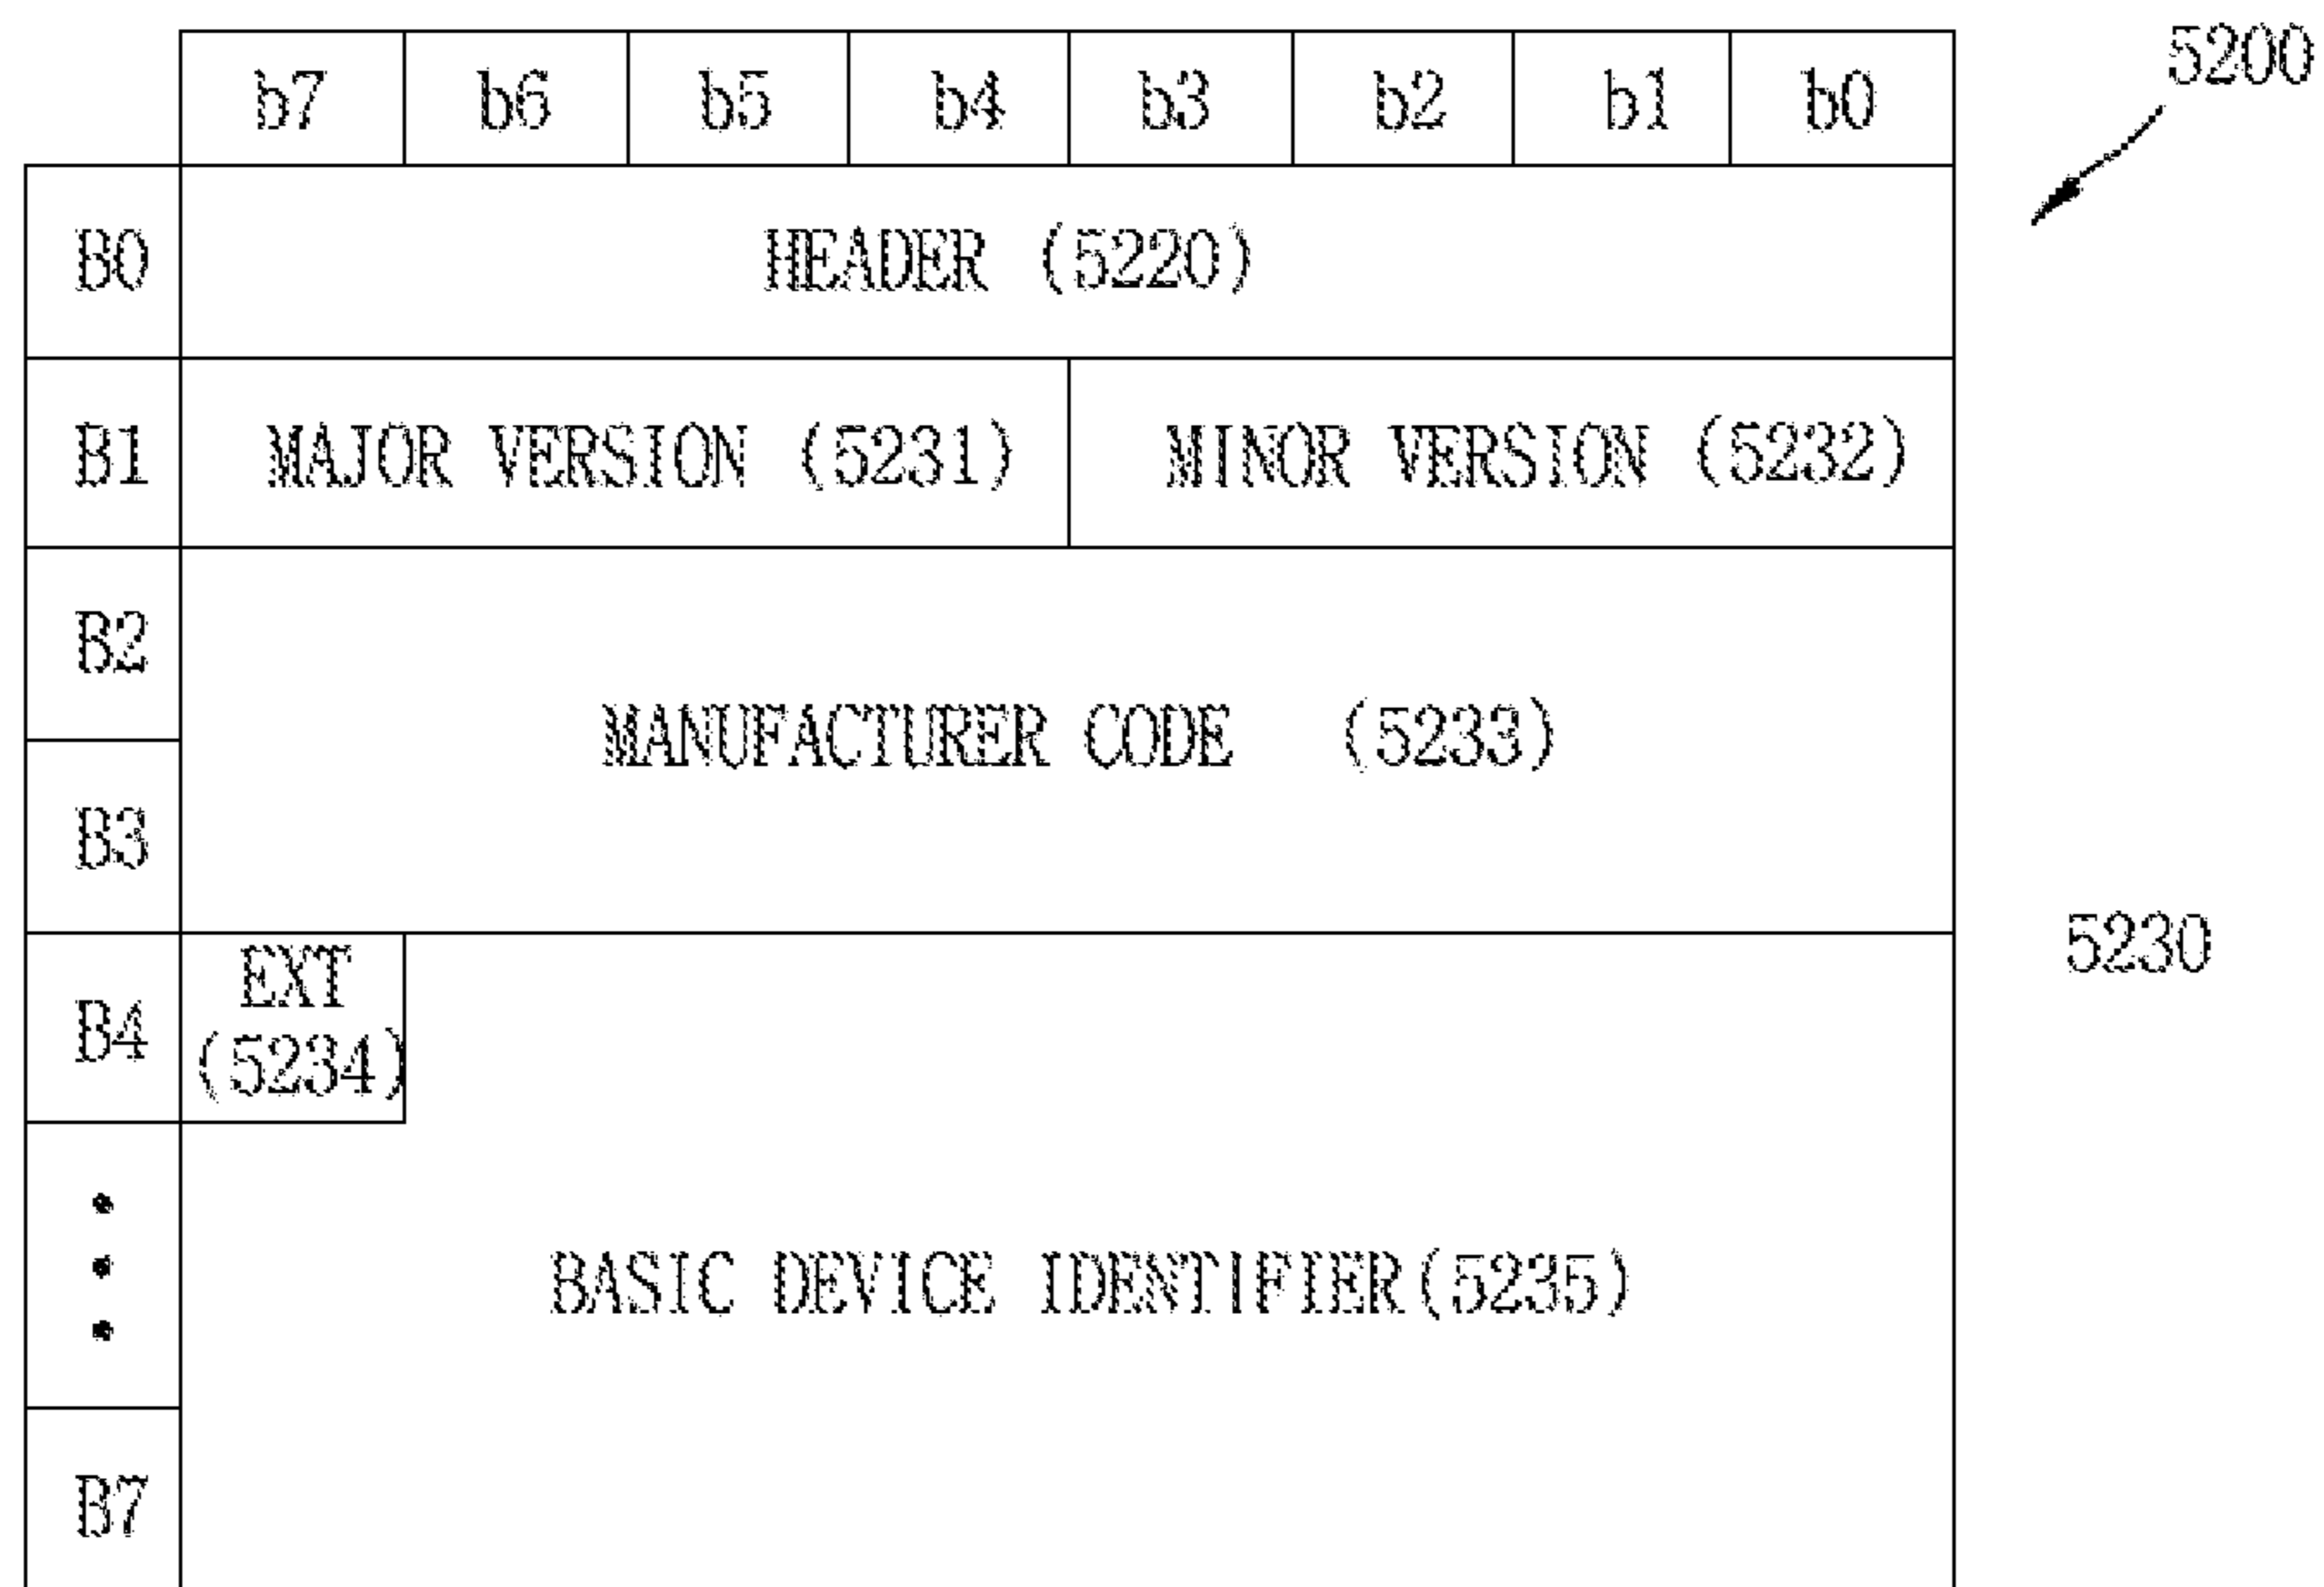 b7 b6 b5 b4 b3 b2 b1 b0
5200
B0 HEADER (5220)
B1 MAJOR VERSION (5231) MINOR VERSION (5232)
B2
MANUFACTURER CODE (5233)
B3
5230
EXT
B4
(5234)
BASIC DEVICE IDENTIFIER(5235)
B7